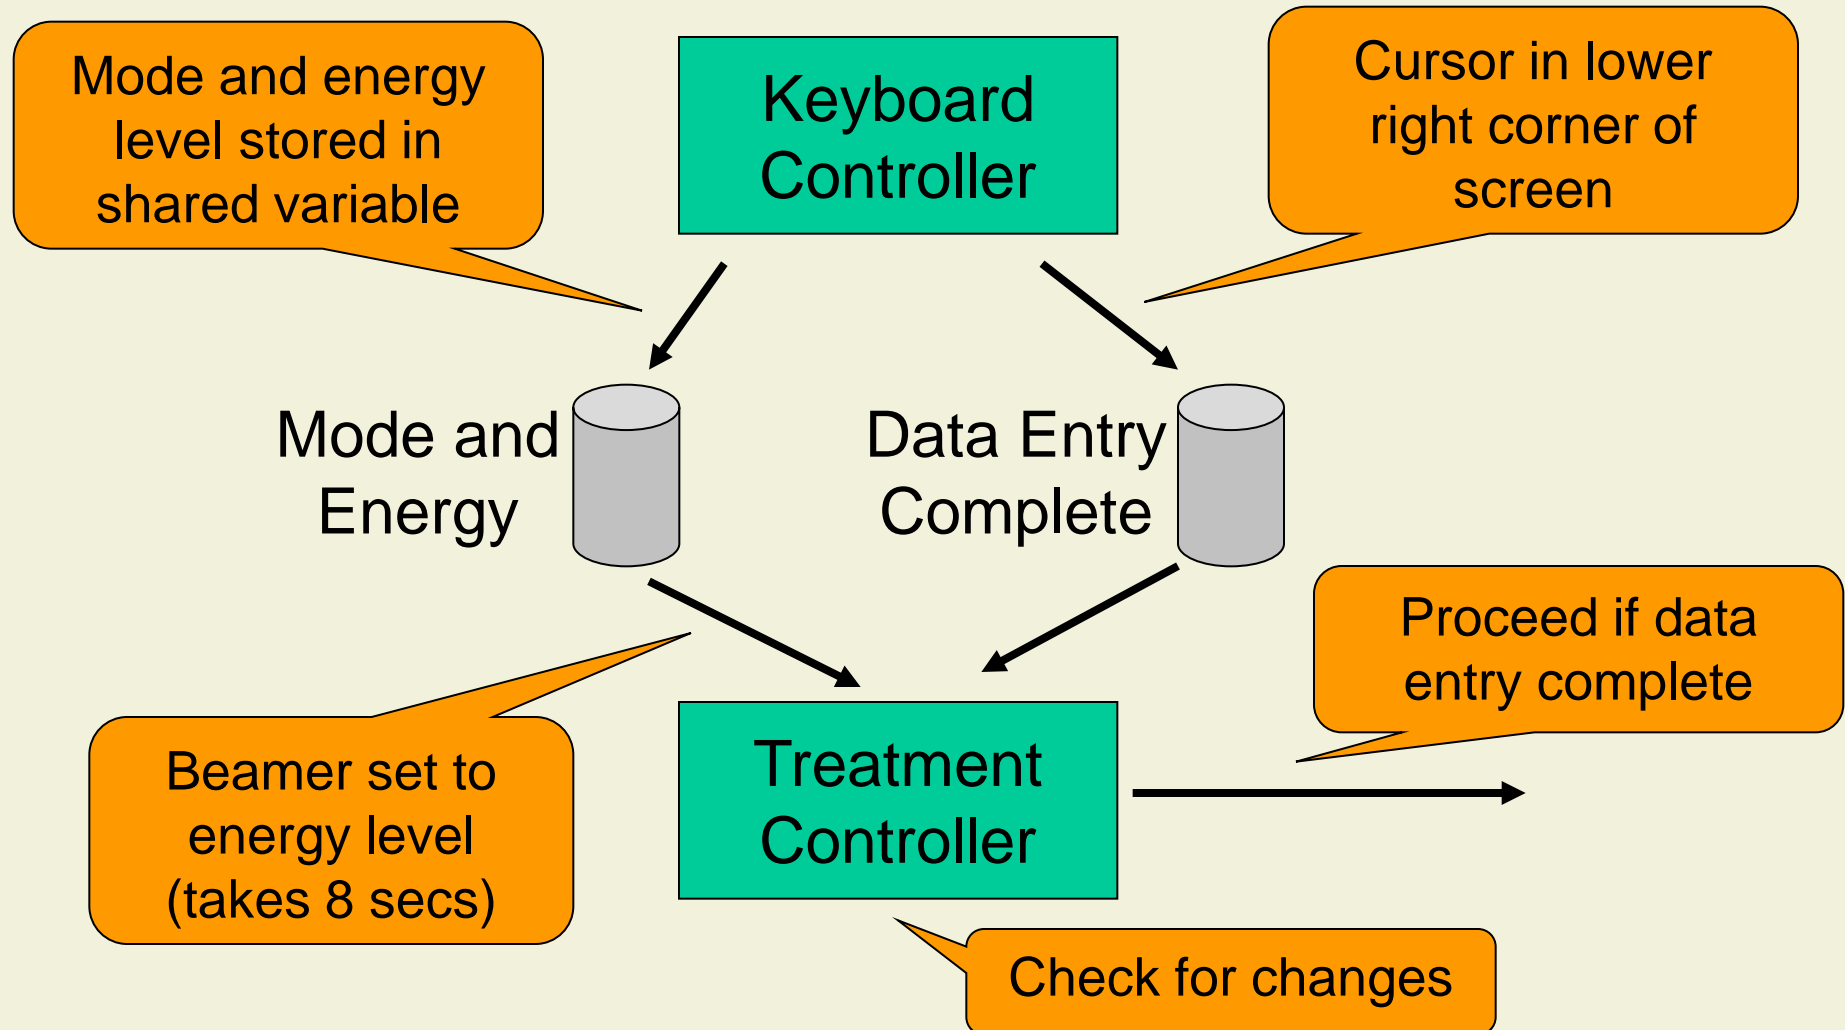 Mode and energy
level stored in
shared variable
Keyboard
Controller
Cursor in lower
right corner of
screen
Mode and
Energy
Data Entry
Complete
Proceed if data
entry complete
Beamer set to
energy level
(takes 8 secs)
Treatment
Controller
Check for changes